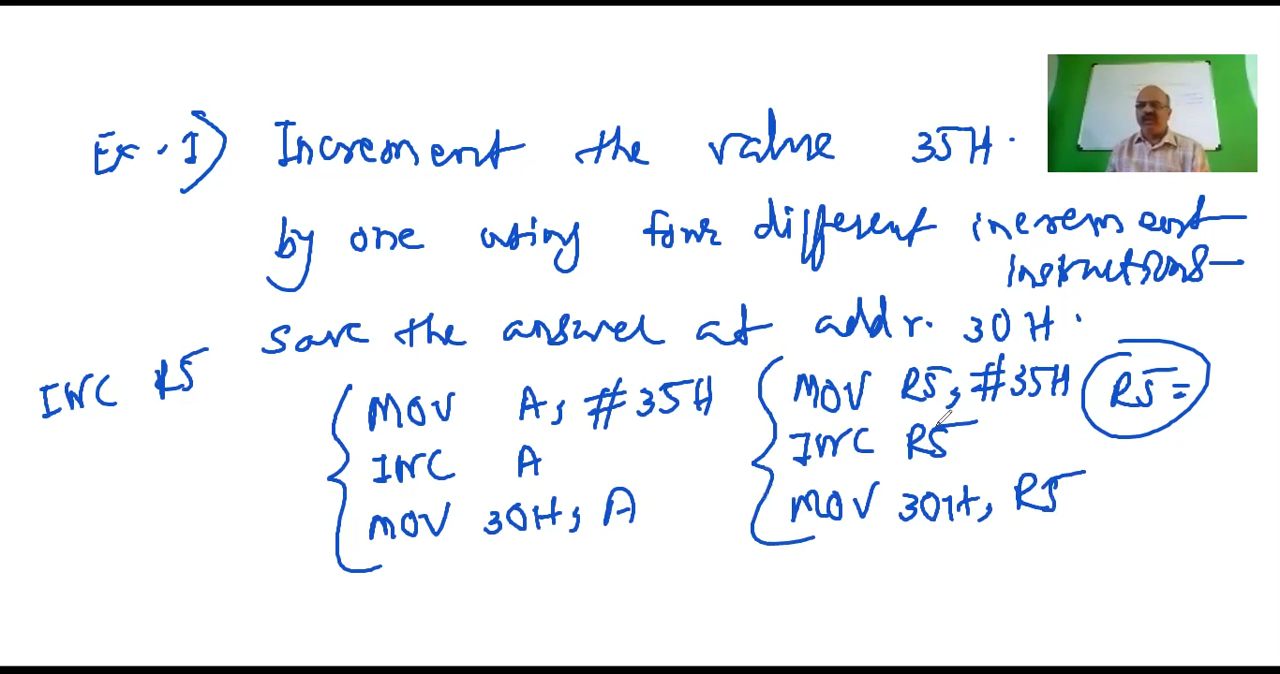 Ex. 1) Increment the value 35H.
by one using four different increment
instructions
save the answer at addr. 30H.
INC R5
MOV A, #35H
INC A
MOV 30H, A
MOV R5, #35H
INC R5
MOV 30H, R5
R5 =